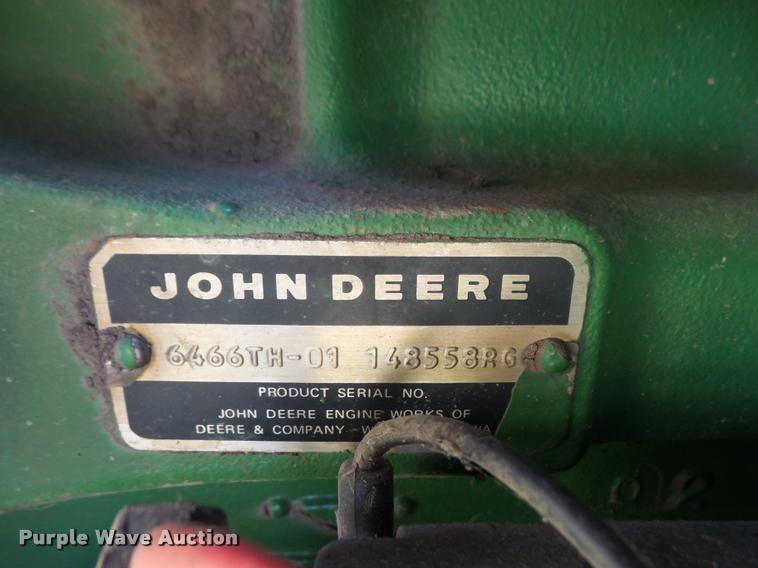 JOHN DEERE
6466TH-01 148558RG
PRODUCT SERIAL NO.
JOHN DEERE ENGINE WORKS OF
DEERE & COMPANY
Purple Wave Auction